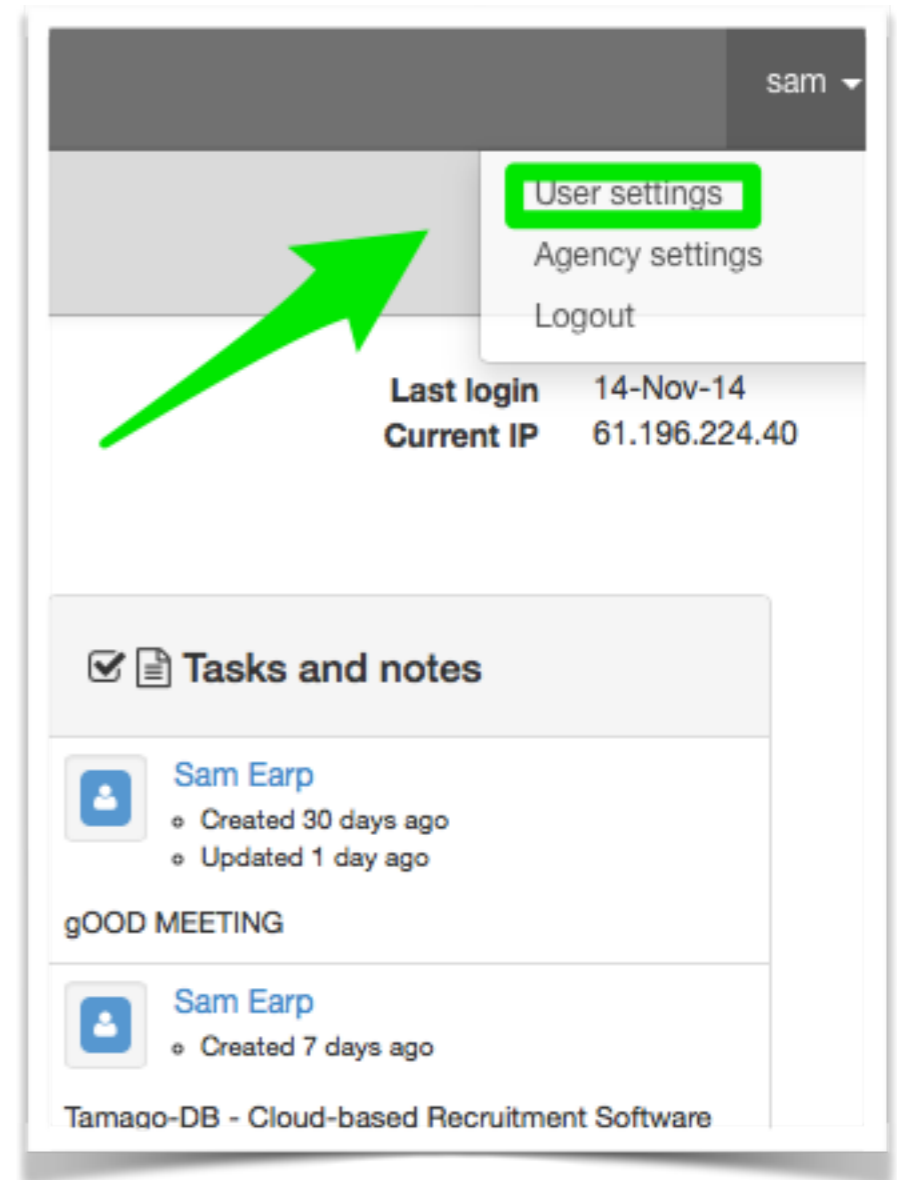 sam
User settings
Agency settings
Logout
Last login 14-Nov-14
Current IP 61.196.224.40
Tasks and notes
Sam Earp
Created 30 days ago
Updated 1 day ago
gOOD MEETING
Sam Earp
Created 7 days ago
Tamago-DB - Cloud-based Recruitment Software